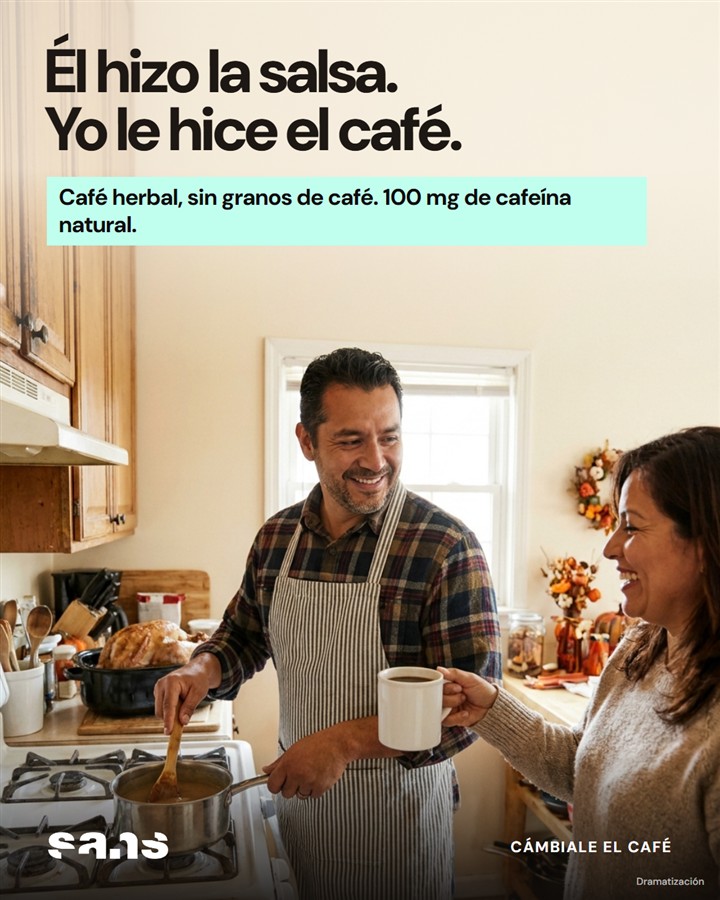 Él hizo la salsa.
Yo le hice el café.
Café herbal, sin granos de café. 100 mg de cafeína
natural.
sans
CÁMBIALE EL CAFÉ
Dramatización